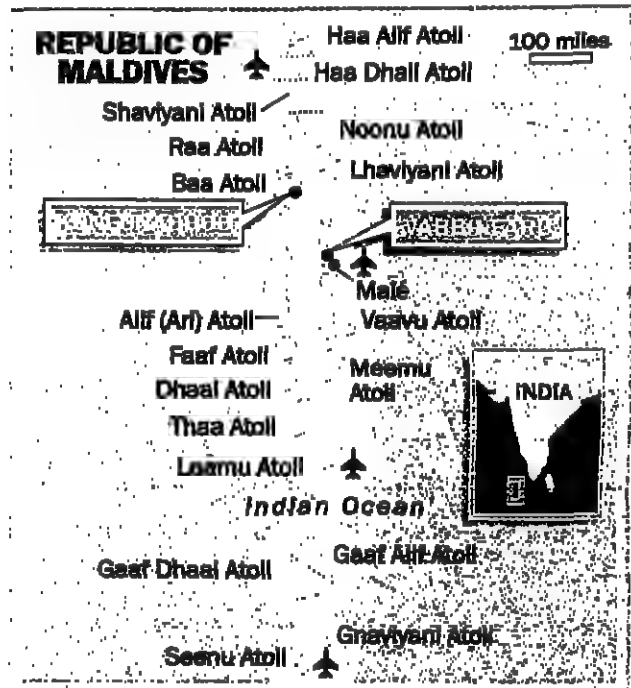 REPUBLIC OF
MALDIVES
Haa Alif Atoll
100 miles
Haa Dhall Atoll
Shaviyani Atoll
Noonu Atoll
Raa Atoll
Lhaviyani Atoll
Baa Atoll
Malé
Alif (Ari) Atoll
Vaavu Atoll
Faaf Atoll
Meemu
Atoll
Dhaal Atoll
INDIA
Thaa Atoll
Laamu Atoll
Indian Ocean
Gaaf Alif Atoll
Gaaf Dhaal Atoll
Gnaviyani Atoll
Seenu Atoll